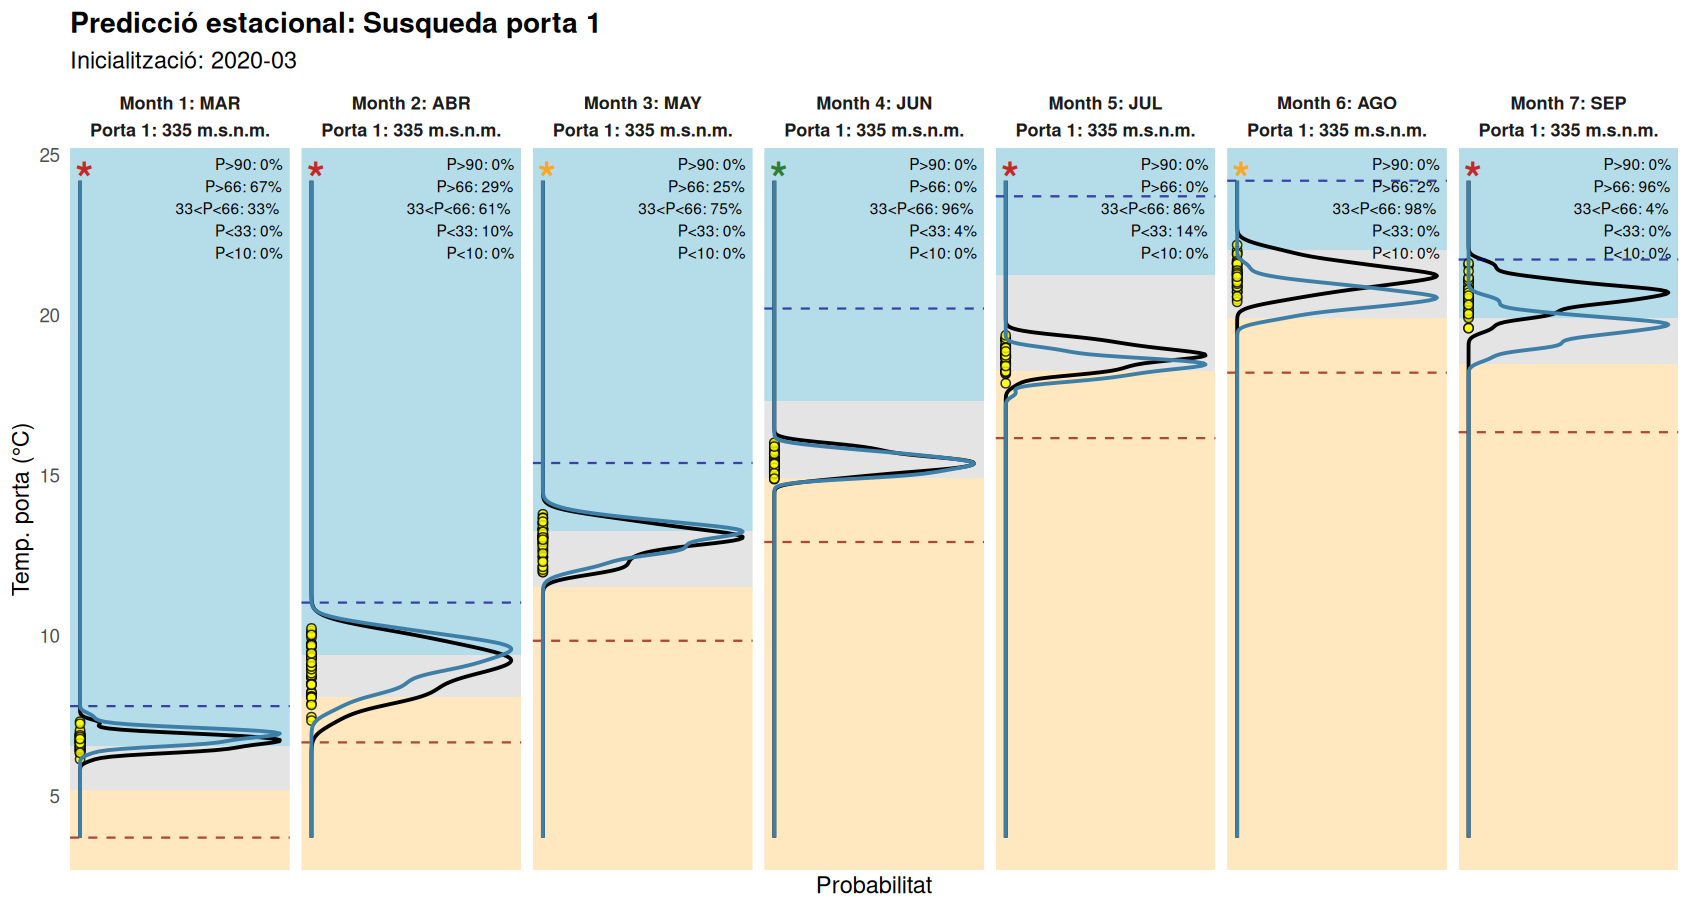 Predicció estacional: Susqueda porta 1
Inicialització: 2020-03
Month 1: MAR
Porta 1: 335 m.s.n.m.
Month 2: ABR
Porta 1: 335 m.s.n.m.
Month 3: MAY
Porta 1: 335 m.s.n.m.
Month 4: JUN
Porta 1: 335 m.s.n.m.
Month 5: JUL
Porta 1: 335 m.s.n.m.
Month 6: AGO
Porta 1: 335 m.s.n.m.
Month 7: SEP
Porta 1: 335 m.s.n.m.
*
P>90: 0%
P>66: 67%
33<P<66: 33%
P<33: 0%
P<10: 0%
*
P>90: 0%
P>66: 29%
33<P<66: 61%
P<33: 10%
P<10: 0%
*
P>90: 0%
P>66: 25%
33<P<66: 75%
P<33: 0%
P<10: 0%
*
P>90: 0%
P>66: 0%
33<P<66: 96%
P<33: 4%
P<10: 0%
*
P>90: 0%
P>66: 0%
33<P<66: 86%
P<33: 14%
P<10: 0%
*
P>90: 0%
P>66: 2%
33<P<66: 98%
P<33: 0%
P<10: 0%
*
P>90: 0%
P>66: 96%
33<P<66: 4%
P<33: 0%
P<10: 0%
25
20
15
10
5
Temp. porta (°C)
Probabilitat